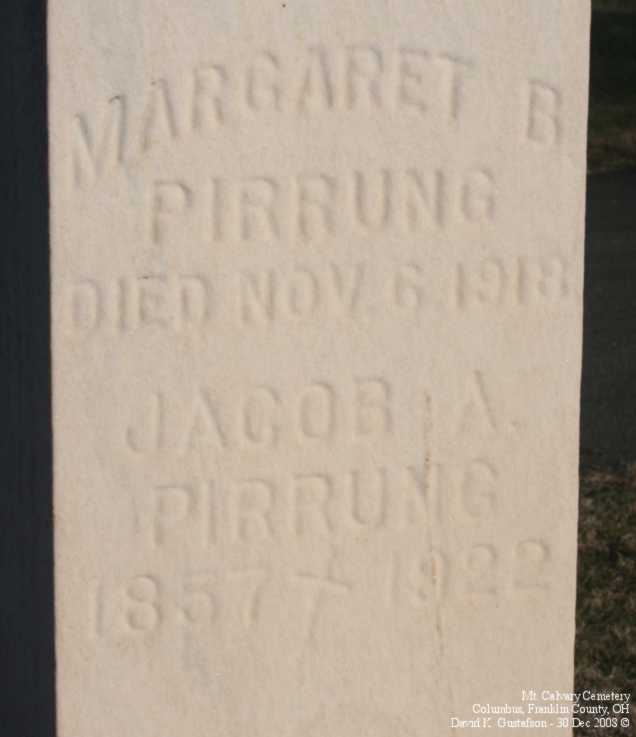 MARGARET B.
PIRRUNG
DIED NOV. 6, 1918
JACOB A.
PIRRUNG
1857 † 1922
Mt. Calvary Cemetery
Columbus, Franklin County, OH
David K. Gustafson - 30 Dec 2008 ©